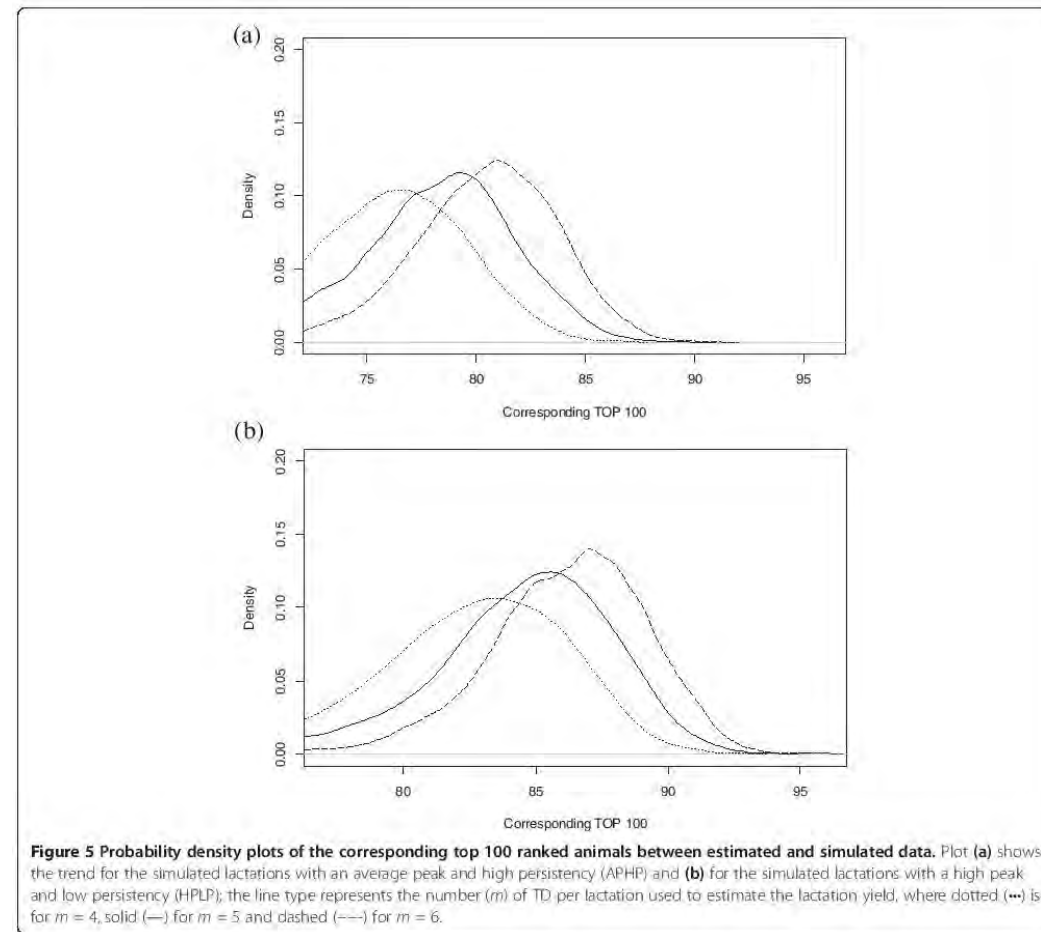 (a)
0.20
0.15
0.10
0.05
0.00
Density
75 80 85 90 95
Corresponding TOP 100
(b)
0.20
0.15
0.10
0.05
0.00
Density
80 85 90 95
Corresponding TOP 100
Figure 5 Probability density plots of the corresponding top 100 ranked animals between estimated and simulated data. Plot (a) shows
the trend for the simulated lactations with an average peak and high persistency (APHP) and (b) for the simulated lactations with a high peak
and low persistency (HPLP); the line type represents the number (m) of TD per lactation used to estimate the lactation yield, where dotted (•••) is
for m = 4, solid (—) for m = 5 and dashed (---) for m = 6.